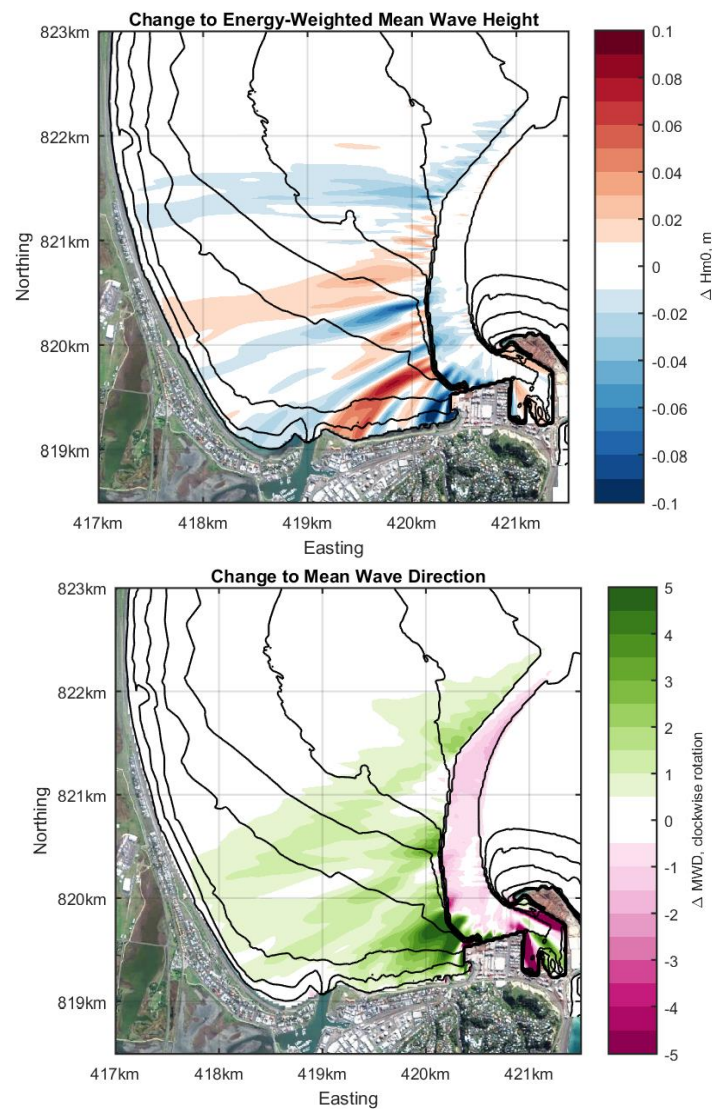 Change to Energy-Weighted Mean Wave Height
823km
822km
821km
820km
819km
Northing
417km 418km 419km 420km 421km
Easting
0.1
0.08
0.06
0.04
0.02
0
-0.02
-0.04
-0.06
-0.08
-0.1
Δ Hm0, m
Change to Mean Wave Direction
823km
822km
821km
820km
819km
Northing
417km 418km 419km 420km 421km
Easting
5
4
3
2
1
0
-1
-2
-3
-4
-5
Δ MWD, clockwise rotation